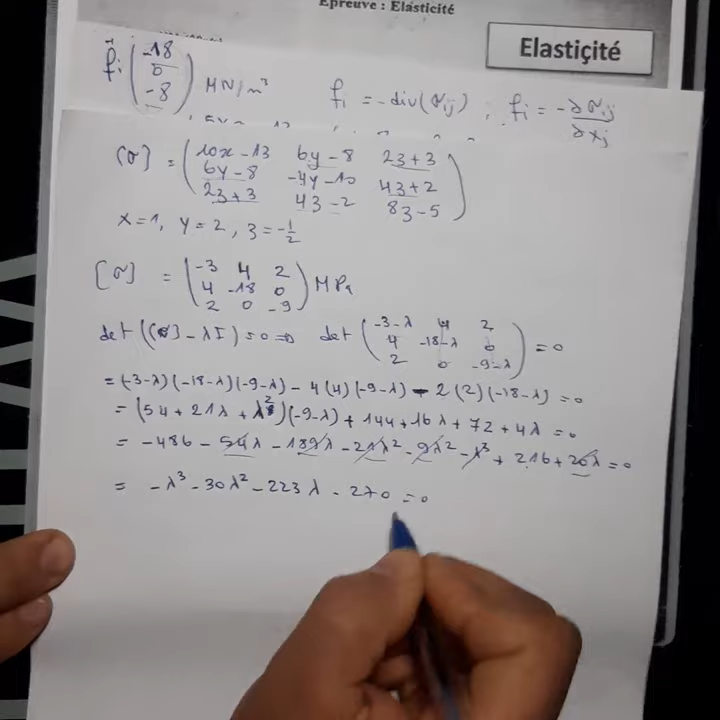 Epreuve : Elasticité
Elastiçité
f⃗i (-18 / 0 / -8) MN/m³ fi = -div(σij) , fi = -∂σij/∂xj
[σ] = (10x-13 6y-8 2z+3
6y-8 -4y-10 4z+2
2z+3 4z-2 8z-5)
x=1, y=2, z=-1/2
[σ] = (-3 4 2
4 -18 0
2 0 -9) MPa
det([σ]-λI)=0 ⇒ det (-3-λ 4 2
4 -18-λ 0
2 0 -9-λ) = 0
= (-3-λ)(-18-λ)(-9-λ) - 4(4)(-9-λ) - 2(2)(-18-λ) = 0
= (54+21λ+λ²)(-9-λ) + 144+16λ+72+4λ = 0
= -486 - 54λ - 189λ - 21λ² - 9λ² - λ³ + 216 + 20λ = 0
= -λ³ - 30λ² - 223λ - 270 = 0